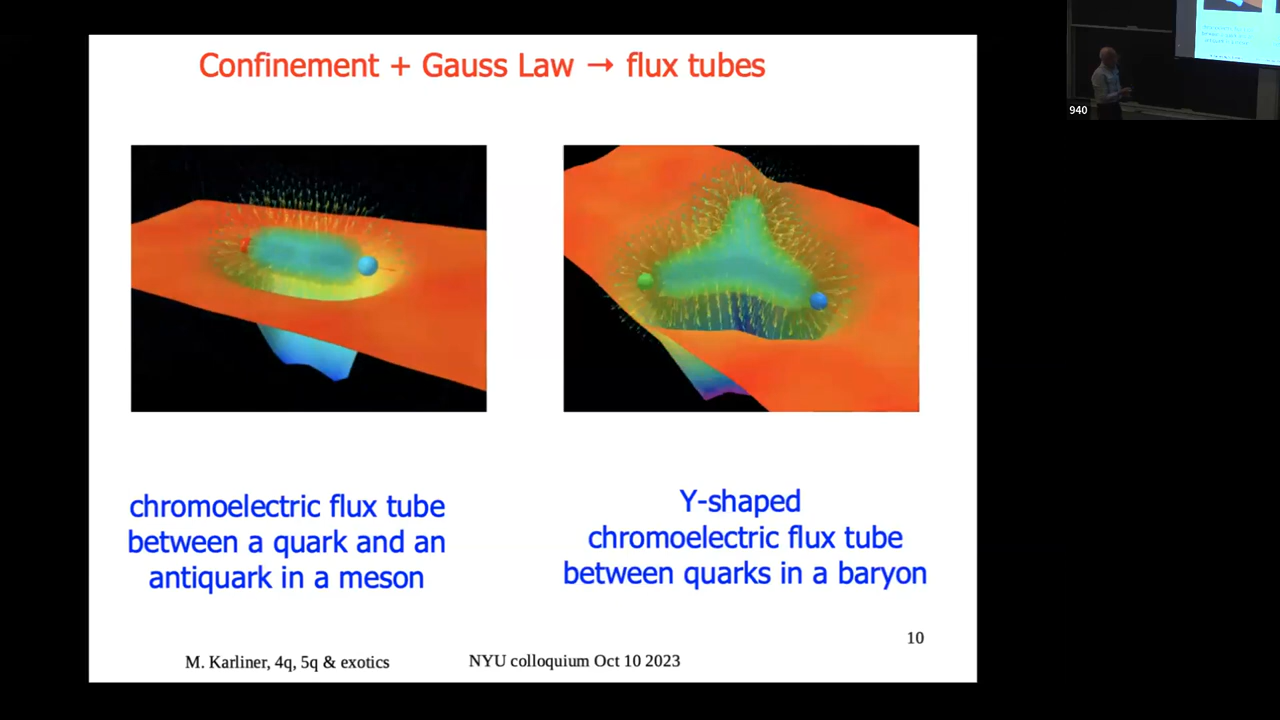 Confinement + Gauss Law → flux tubes
chromoelectric flux tube
between a quark and an
antiquark in a meson
Y-shaped
chromoelectric flux tube
between quarks in a baryon
10
M. Karliner, 4q, 5q & exotics
NYU colloquium Oct 10 2023
940